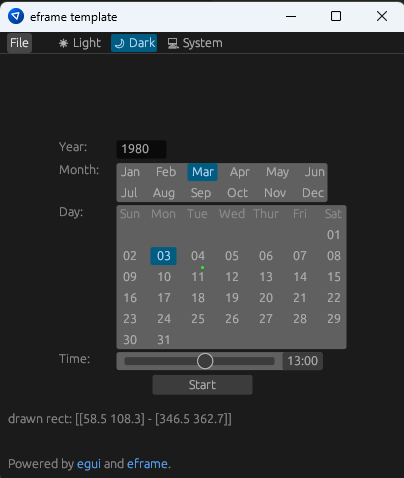 eframe template
File Light Dark System
Year: 1980
Month: Jan Feb Mar Apr May Jun
Jul Aug Sep Oct Nov Dec
Day: Sun Mon Tue Wed Thur Fri Sat
01
02 03 04 05 06 07 08
09 10 11 12 13 14 15
16 17 18 19 20 21 22
23 24 25 26 27 28 29
30 31
Time: 13:00
Start
drawn rect: [[58.5 108.3] - [346.5 362.7]]
Powered by egui and eframe.